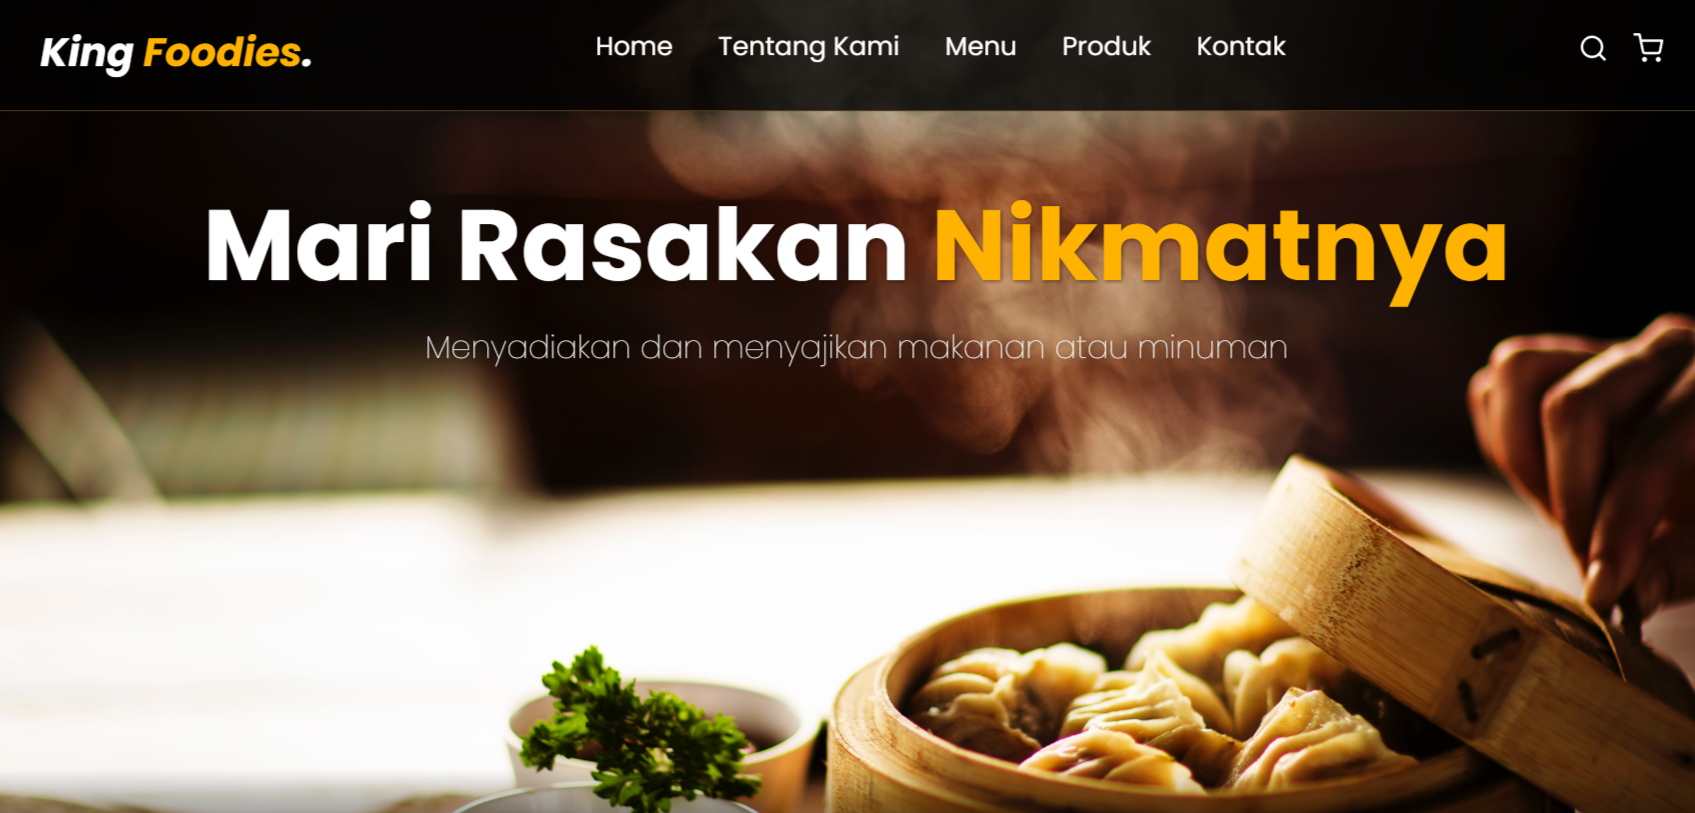 King Foodies.
Home Tentang Kami Menu Produk Kontak
Mari Rasakan Nikmatnya
Menyadiakan dan menyajikan makanan atau minuman